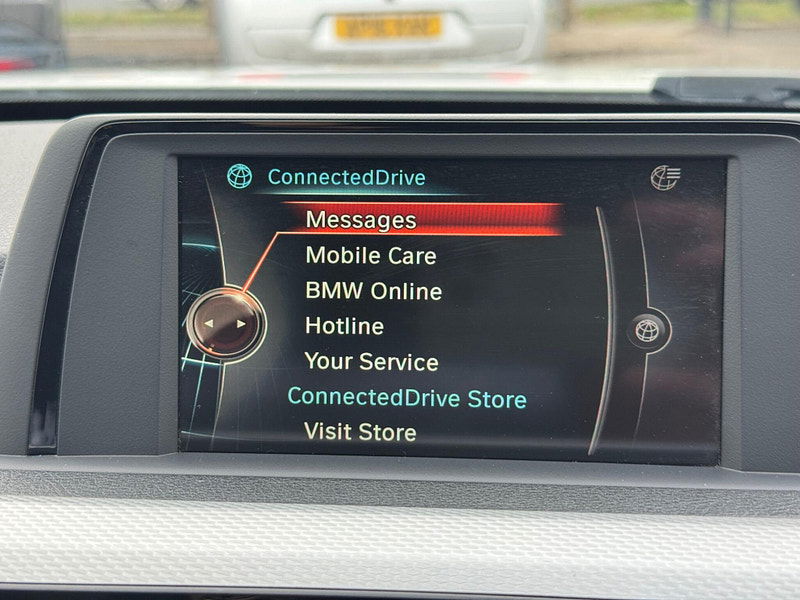 ConnectedDrive
Messages
Mobile Care
BMW Online
Hotline
Your Service
ConnectedDrive Store
Visit Store